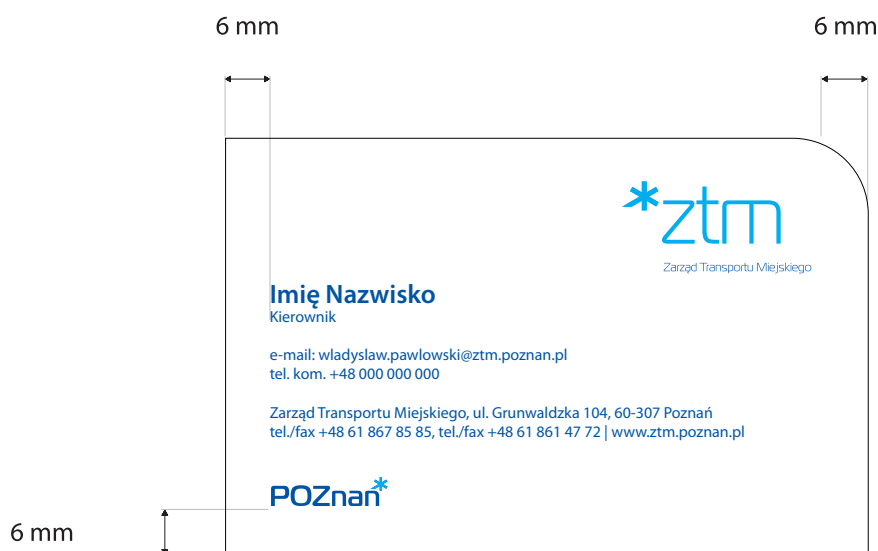 6 mm 6 mm
*ztm
Zarząd Transportu Miejskiego
Imię Nazwisko
Kierownik
e-mail: wladyslaw.pawlowski@ztm.poznan.pl
tel. kom. +48 000 000 000
Zarząd Transportu Miejskiego, ul. Grunwaldzka 104, 60-307 Poznań
tel./fax +48 61 867 85 85, tel./fax +48 61 861 47 72 | www.ztm.poznan.pl
POZnan*
6 mm